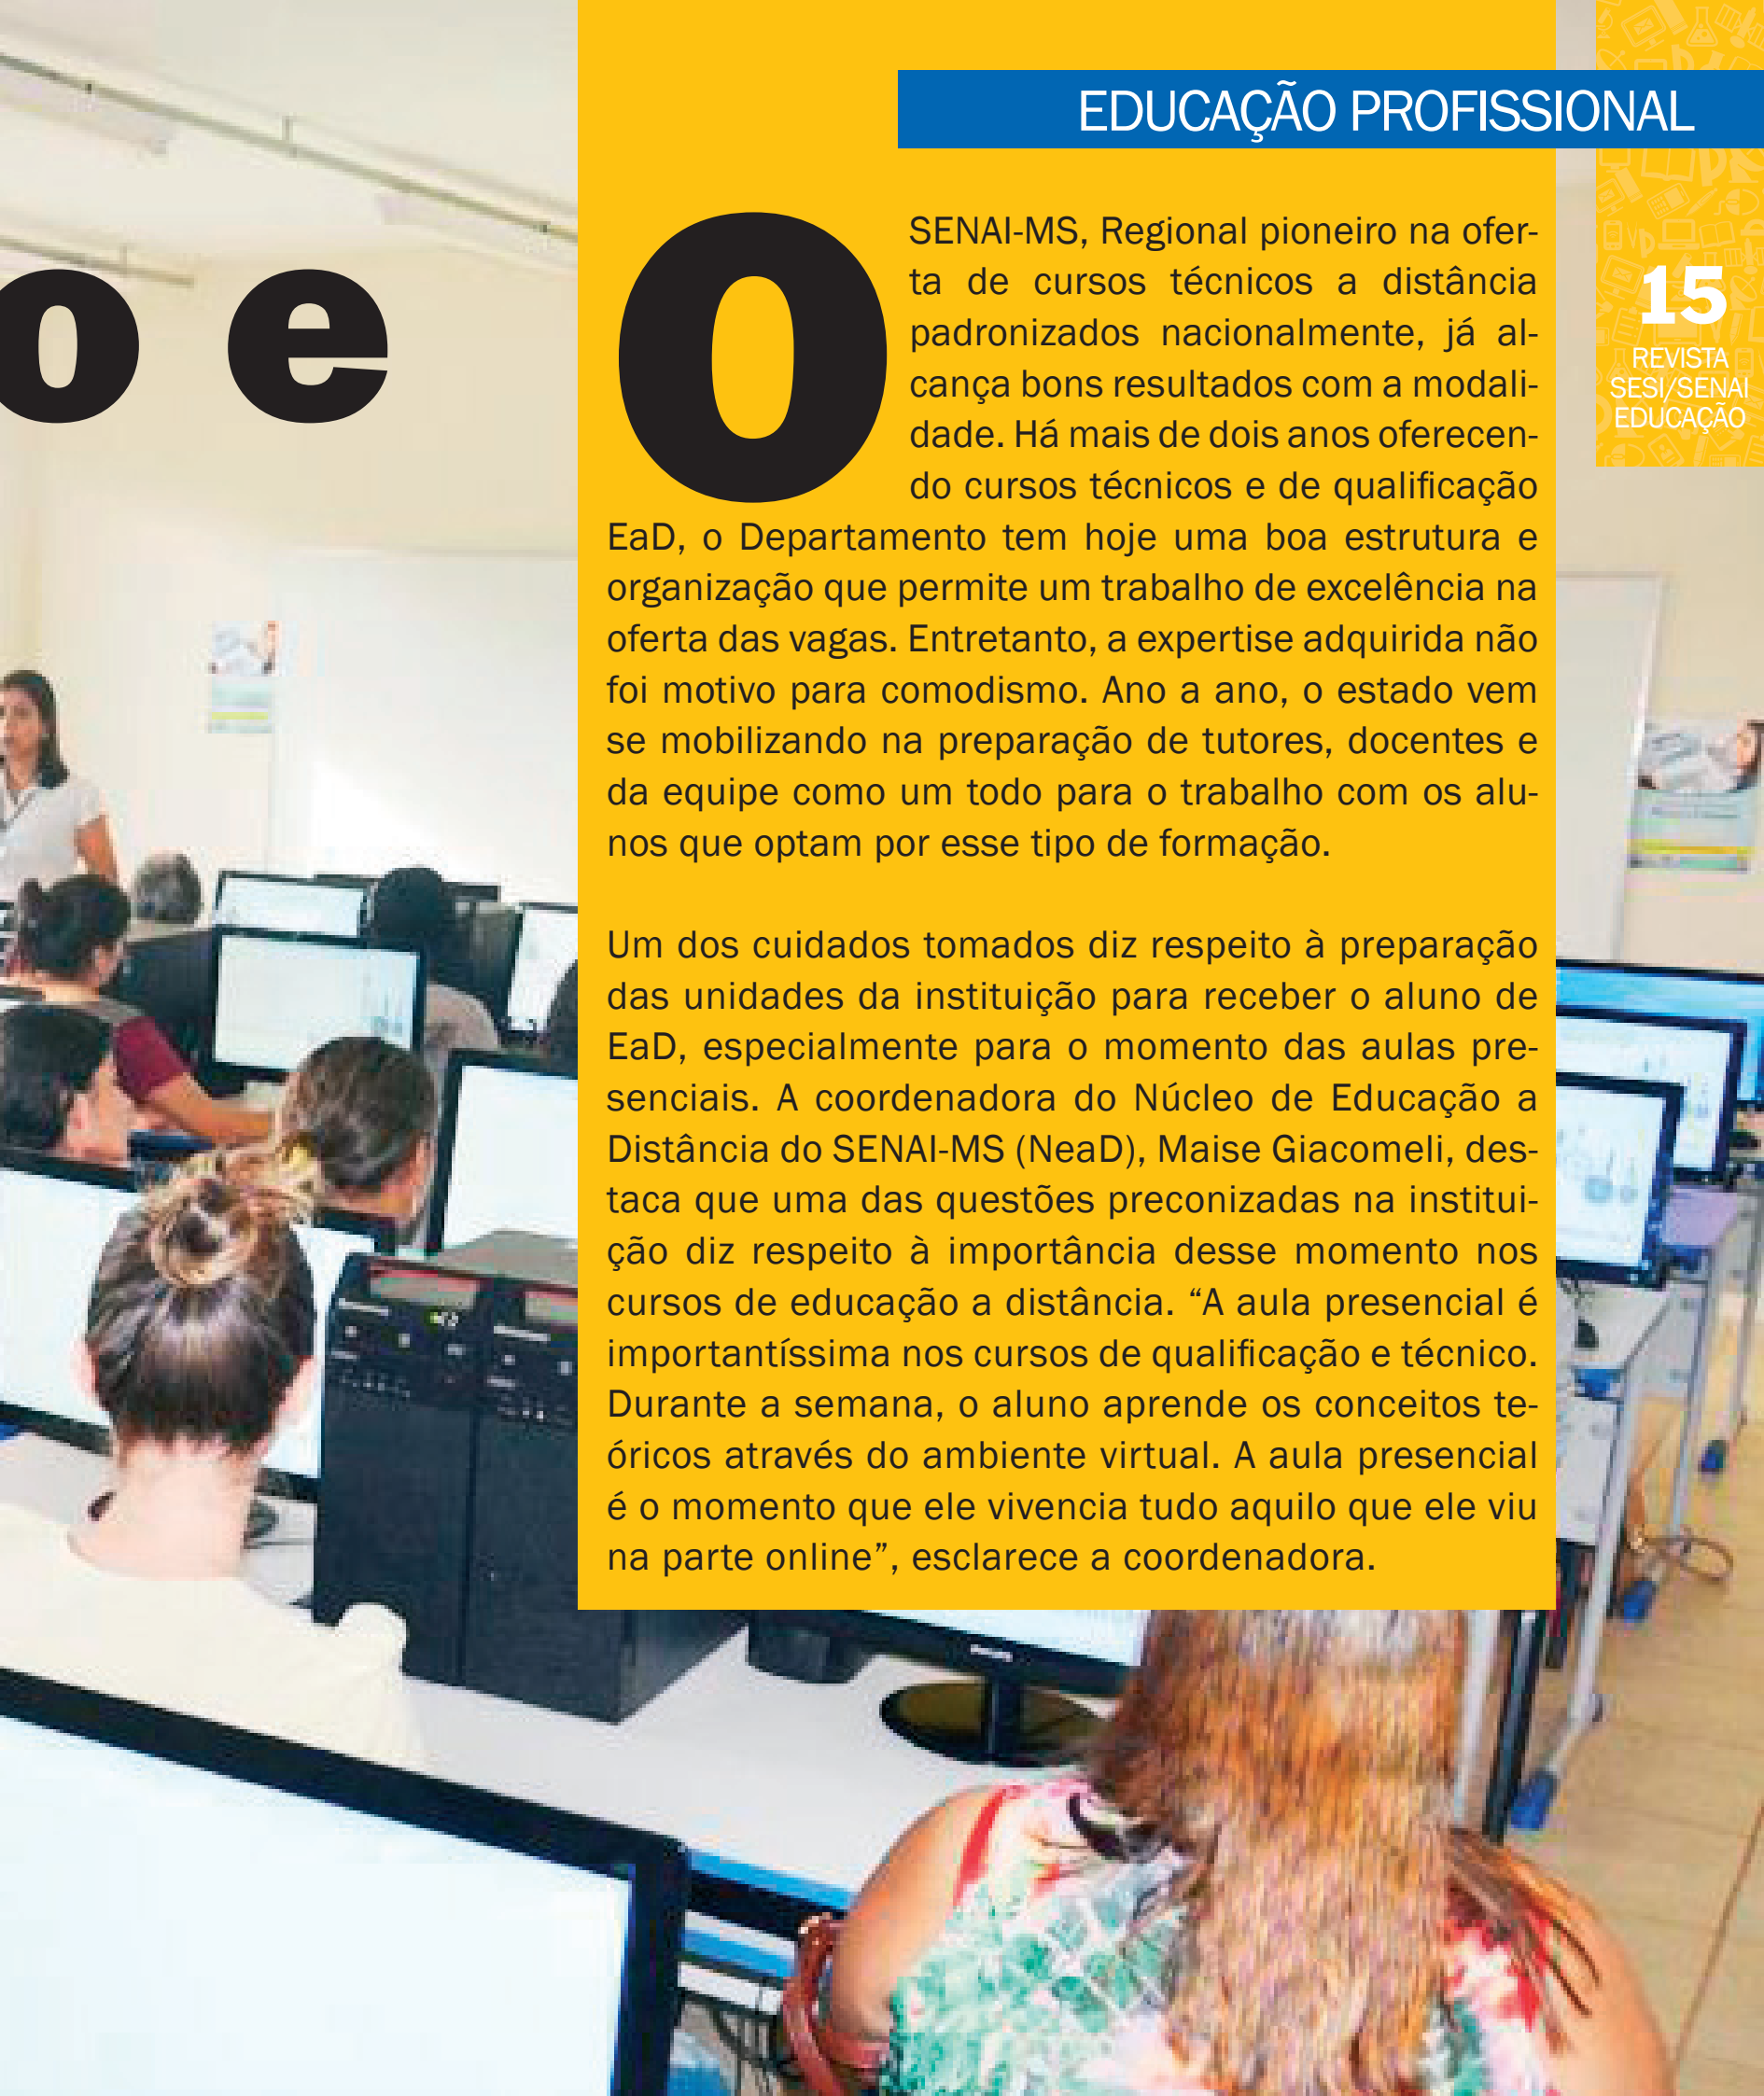 EDUCAÇÃO PROFISSIONAL
o e
O SENAI-MS, Regional pioneiro na ofer-
ta de cursos técnicos a distância
padronizados nacionalmente, já al-
cança bons resultados com a modali-
dade. Há mais de dois anos oferecen-
do cursos técnicos e de qualificação
EaD, o Departamento tem hoje uma boa estrutura e
organização que permite um trabalho de excelência na
oferta das vagas. Entretanto, a expertise adquirida não
foi motivo para comodismo. Ano a ano, o estado vem
se mobilizando na preparação de tutores, docentes e
da equipe como um todo para o trabalho com os alu-
nos que optam por esse tipo de formação.
Um dos cuidados tomados diz respeito à preparação
das unidades da instituição para receber o aluno de
EaD, especialmente para o momento das aulas pre-
senciais. A coordenadora do Núcleo de Educação a
Distância do SENAI-MS (NeaD), Maise Giacomeli, des-
taca que uma das questões preconizadas na institui-
ção diz respeito à importância desse momento nos
cursos de educação a distância. “A aula presencial é
importantíssima nos cursos de qualificação e técnico.
Durante a semana, o aluno aprende os conceitos te-
óricos através do ambiente virtual. A aula presencial
é o momento que ele vivencia tudo aquilo que ele viu
na parte online”, esclarece a coordenadora.
15
REVISTA
SESI/SENAI
EDUCAÇÃO